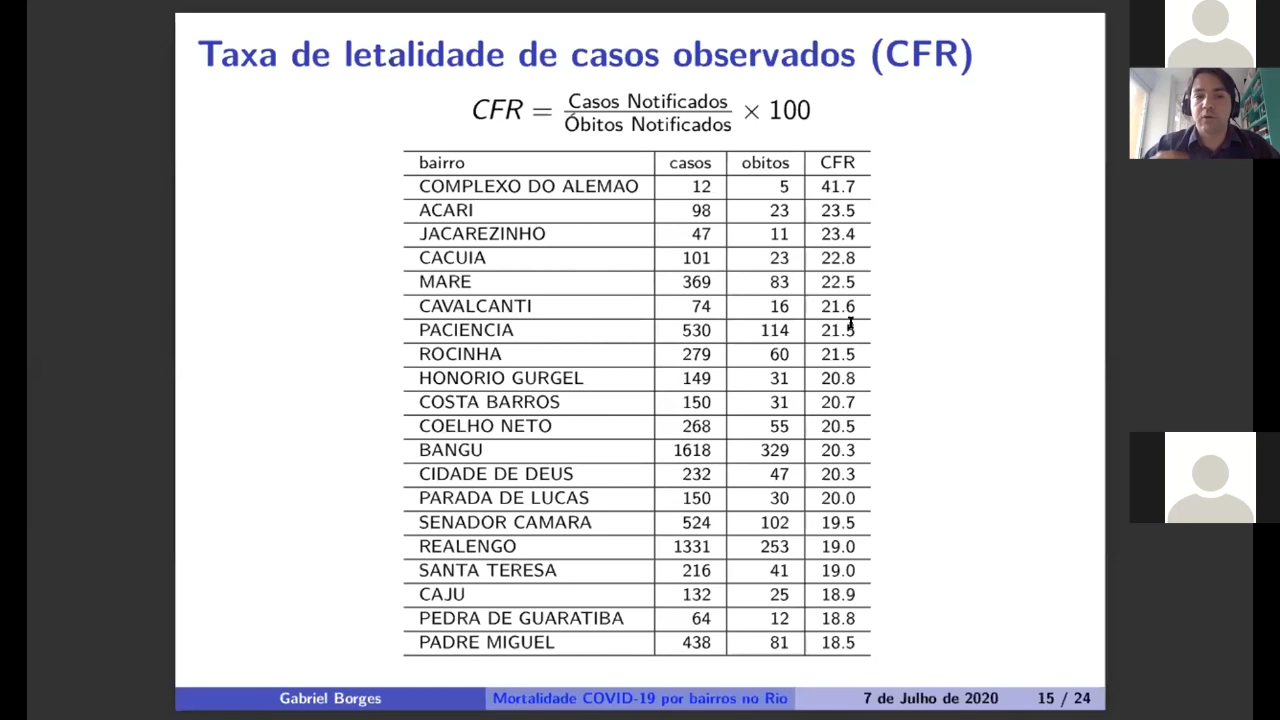 Taxa de letalidade de casos observados (CFR)
CFR = Casos Notificados / Óbitos Notificados × 100
bairro casos obitos CFR
COMPLEXO DO ALEMAO 12 5 41.7
ACARI 98 23 23.5
JACAREZINHO 47 11 23.4
CACUIA 101 23 22.8
MARE 369 83 22.5
CAVALCANTI 74 16 21.6
PACIENCIA 530 114 21.5
ROCINHA 279 60 21.5
HONORIO GURGEL 149 31 20.8
COSTA BARROS 150 31 20.7
COELHO NETO 268 55 20.5
BANGU 1618 329 20.3
CIDADE DE DEUS 232 47 20.3
PARADA DE LUCAS 150 30 20.0
SENADOR CAMARA 524 102 19.5
REALENGO 1331 253 19.0
SANTA TERESA 216 41 19.0
CAJU 132 25 18.9
PEDRA DE GUARATIBA 64 12 18.8
PADRE MIGUEL 438 81 18.5
Gabriel Borges Mortalidade COVID-19 por bairros no Rio 7 de Julho de 2020 15 / 24